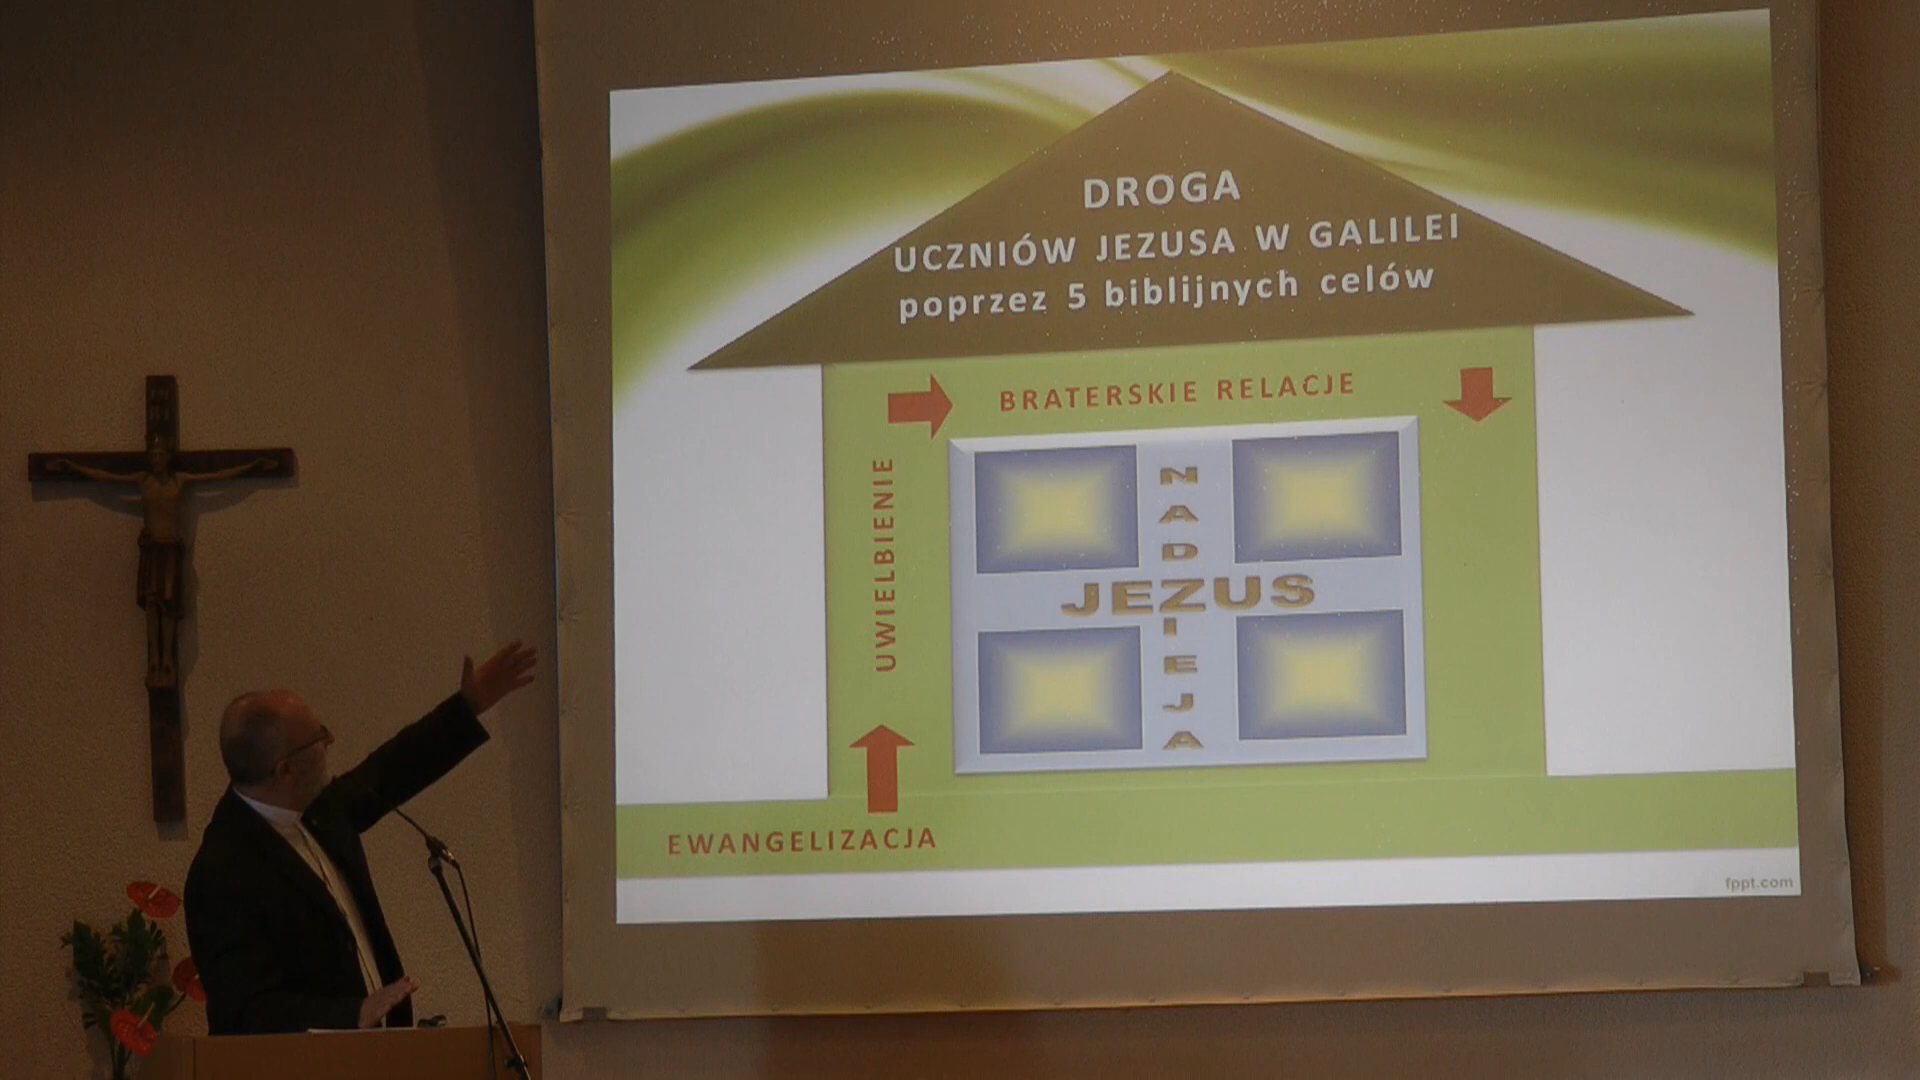 DROGA
UCZNIÓW JEZUSA W GALILEI
poprzez 5 biblijnych celów
BRATERSKIE RELACJE
UWIELBIENIE
NADZIEJA
JEZUS
EWANGELIZACJA
fppt.com